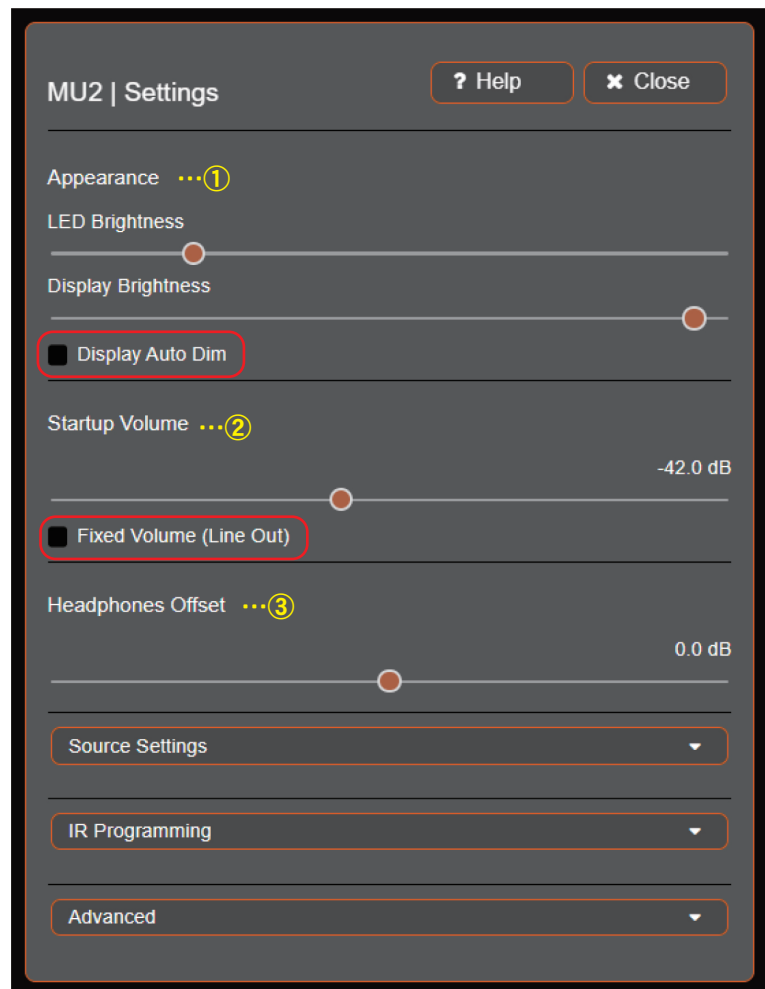 MU2 | Settings
? Help
✖ Close
Appearance …①
LED Brightness
Display Brightness
Display Auto Dim
Startup Volume …②
-42.0 dB
Fixed Volume (Line Out)
Headphones Offset …③
0.0 dB
Source Settings
IR Programming
Advanced